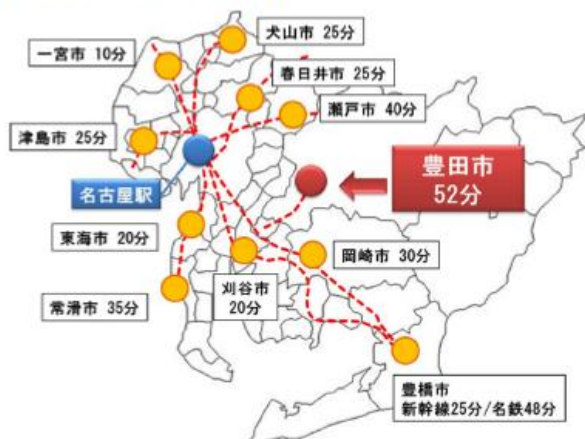 犬山市 25分
一宮市 10分
春日井市 25分
瀬戸市 40分
津島市 25分
豊田市
52分
名古屋駅
東海市 20分
岡崎市 30分
刈谷市
20分
常滑市 35分
豊橋市
新幹線25分/名鉄48分